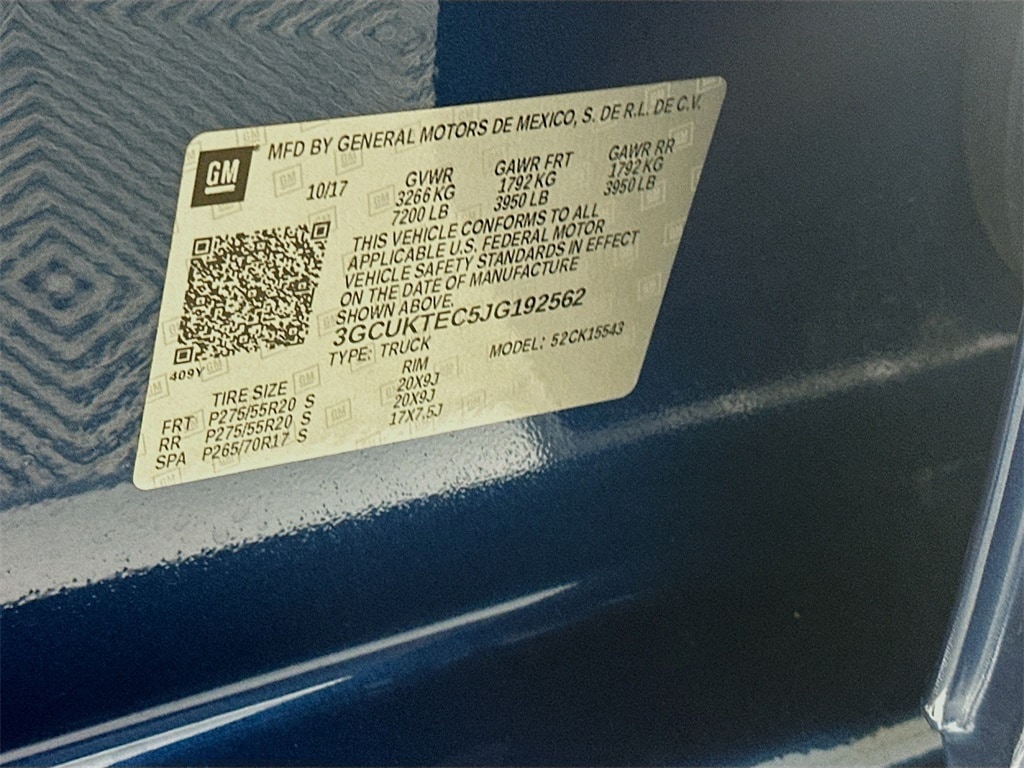 GM MFD BY GENERAL MOTORS DE MEXICO, S. DE R.L. DE C.V.
10/17
GVWR GAWR FRT GAWR RR
3266 KG 1792 KG 1792 KG
7200 LB 3950 LB 3950 LB
THIS VEHICLE CONFORMS TO ALL
APPLICABLE U.S. FEDERAL MOTOR
VEHICLE SAFETY STANDARDS IN EFFECT
ON THE DATE OF MANUFACTURE
SHOWN ABOVE.
3GCUKTEC5JG192562
409Y
TYPE: TRUCK MODEL: 52CK15543
TIRE SIZE RIM
FRT P275/55R20 S 20X9J
RR P275/55R20 S 20X9J
SPA P265/70R17 S 17X7.5J